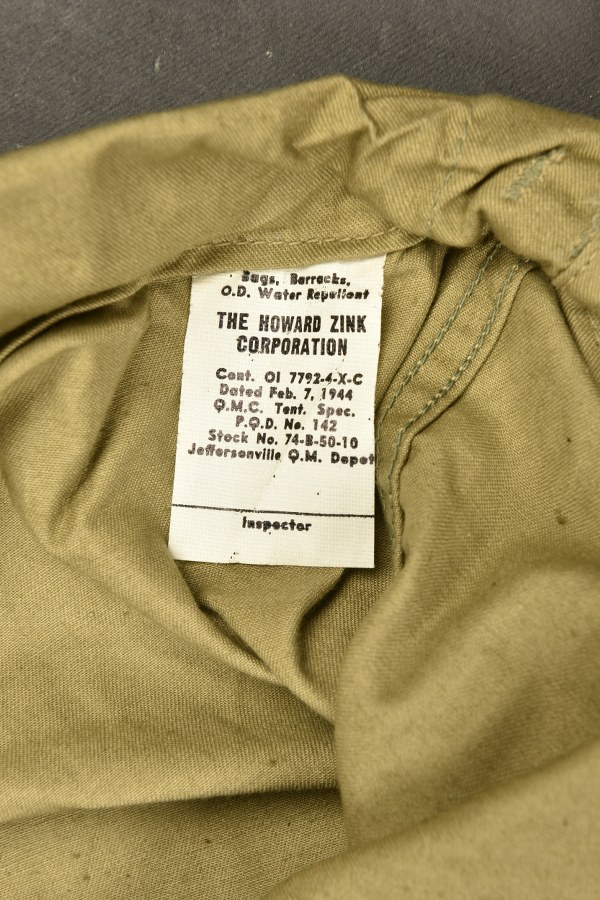 Bags, Barracks,
O.D. Water Repellent
THE HOWARD ZINK
CORPORATION
Cont. OI 7792-4-X-C
Dated Feb. 7, 1944
Q.M.C. Tent. Spec.
P.Q.D. No. 142
Stock No. 74-B-50-10
Jeffersonville Q.M. Depot
Inspector